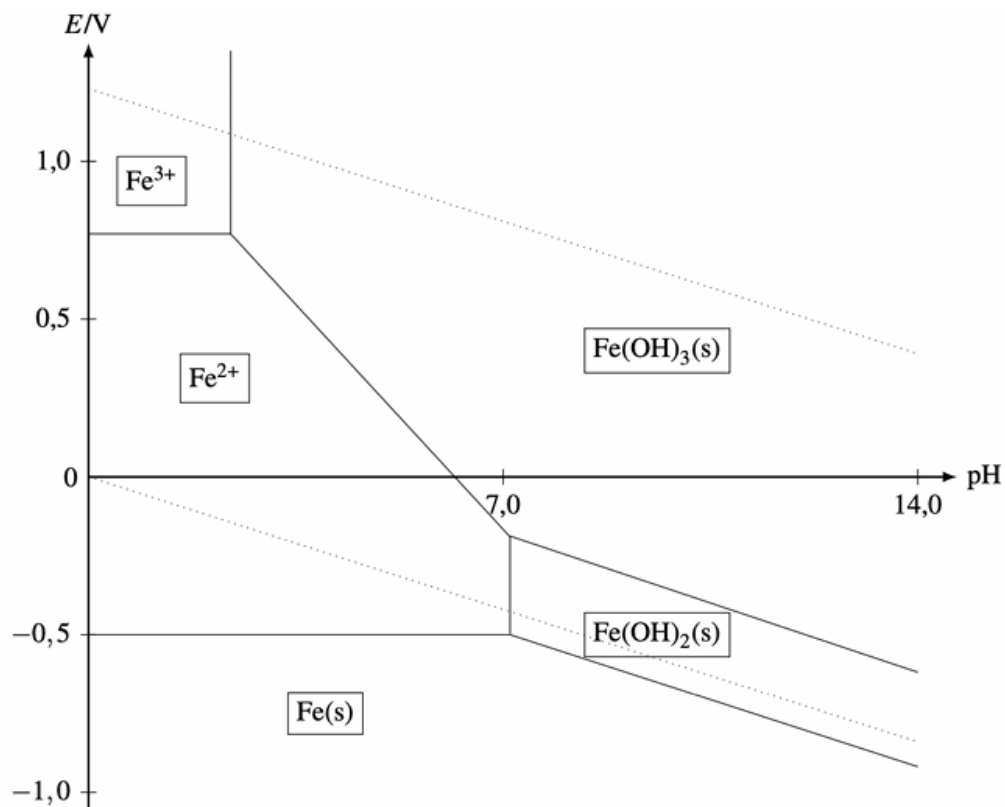 E/V
1,0
Fe³⁺
0,5
Fe(OH)₃(s)
Fe²⁺
0
pH
7,0
14,0
−0,5
Fe(OH)₂(s)
Fe(s)
−1,0